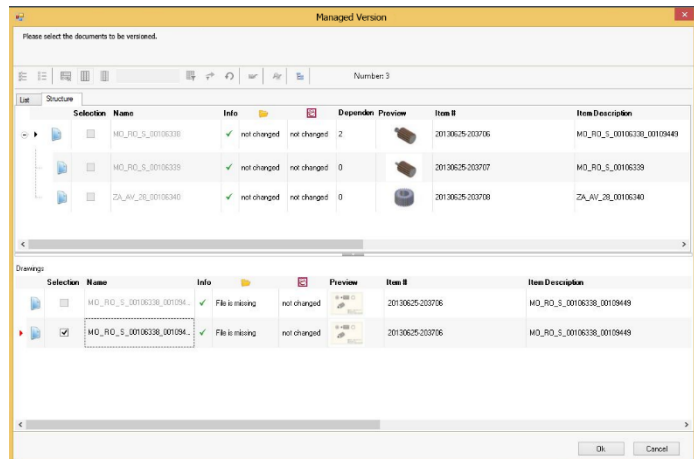 Managed Version
Please select the documents to be versioned.
Number: 3
List Structure
Selection Name Info Dependen Preview Item # Item Description
MO_RO_S_00106338 not changed not changed 2 20130625-203706 MO_RO_S_00106338_00109449
MO_RO_S_00106339 not changed not changed 0 20130625-203707 MO_RO_S_00106339
ZA_AV_28_00106340 not changed not changed 0 20130625-203708 ZA_AV_28_00106340
Drawings
Selection Name Info Preview Item # Item Description
MO_RO_S_00106338_001094... File is missing not changed 20130625-203706 MO_RO_S_00106338_00109449
MO_RO_S_00106338_001094... File is missing not changed 20130625-203706 MO_RO_S_00106338_00109449
Ok Cancel